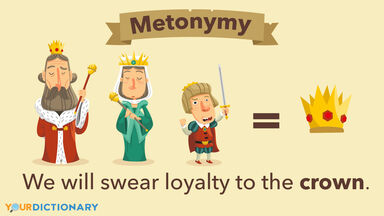 Metonymy
=
We will swear loyalty to the crown.
YOURDICTIONARY